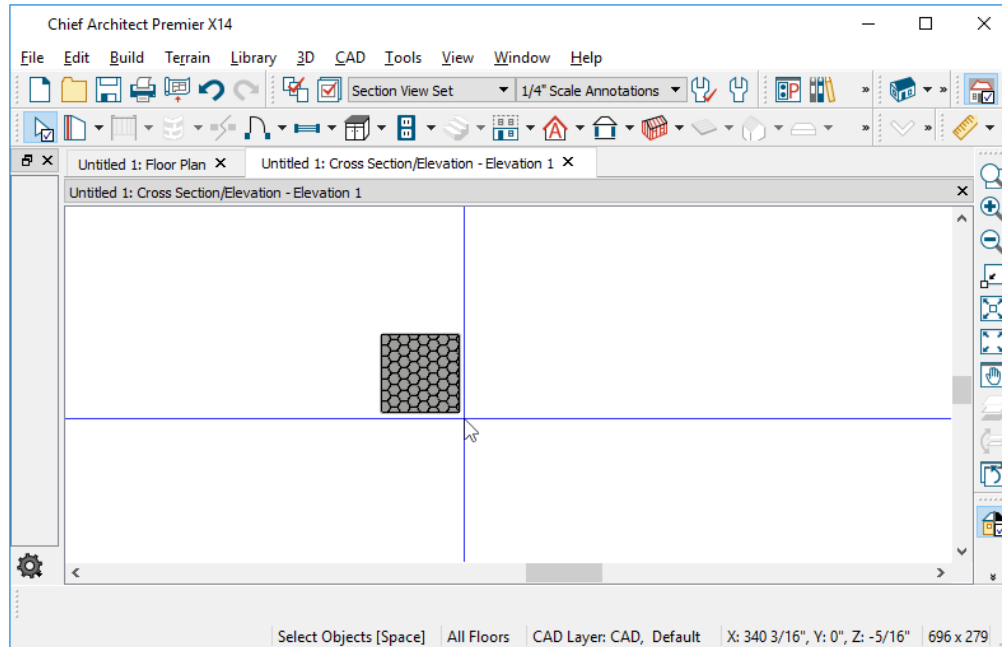 Chief Architect Premier X14
File Edit Build Terrain Library 3D CAD Tools View Window Help
Section View Set 1/4" Scale Annotations
Untitled 1: Floor Plan Untitled 1: Cross Section/Elevation - Elevation 1
Untitled 1: Cross Section/Elevation - Elevation 1
Select Objects [Space] All Floors CAD Layer: CAD, Default X: 340 3/16", Y: 0", Z: -5/16" 696 x 279